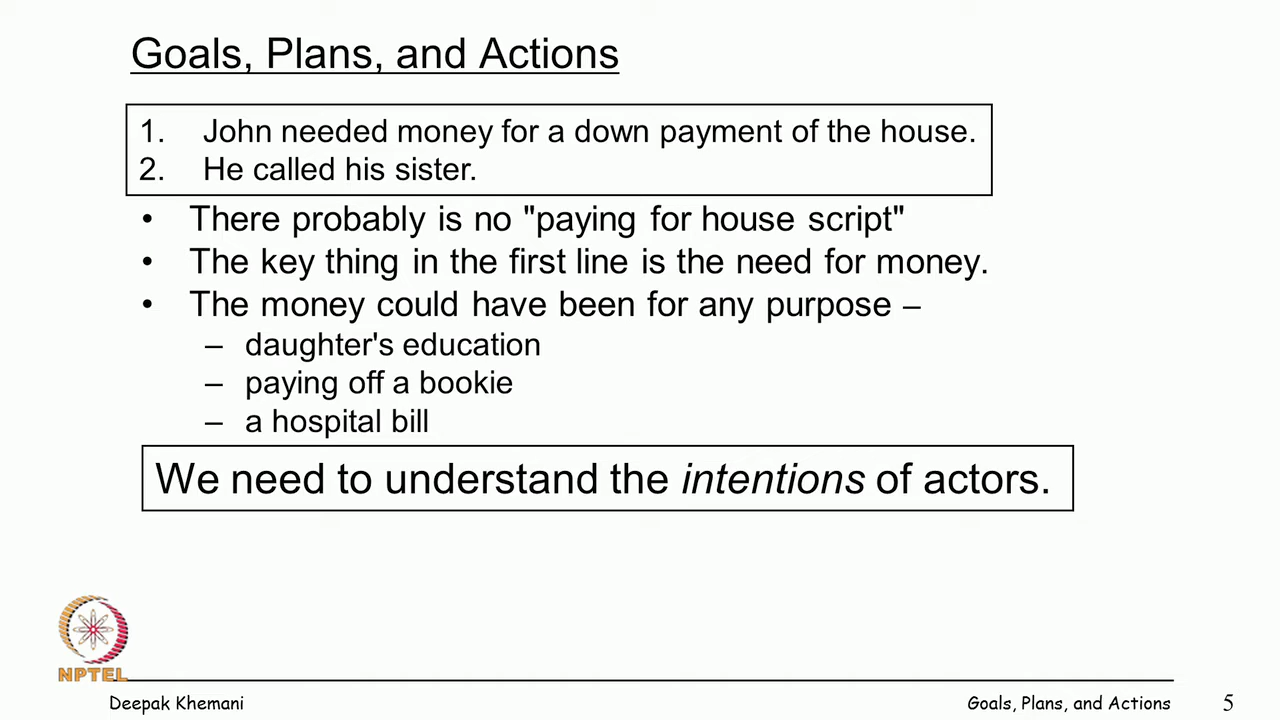 Goals, Plans, and Actions
1. John needed money for a down payment of the house.
2. He called his sister.
• There probably is no "paying for house script"
• The key thing in the first line is the need for money.
• The money could have been for any purpose –
– daughter's education
– paying off a bookie
– a hospital bill
We need to understand the intentions of actors.
NPTEL
Deepak Khemani Goals, Plans, and Actions 5